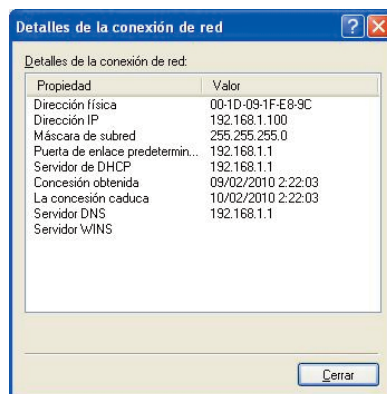 Detalles de la conexión de red
Detalles de la conexión de red:
Propiedad Valor
Dirección física 00-1D-09-1F-E8-9C
Dirección IP 192.168.1.100
Máscara de subred 255.255.255.0
Puerta de enlace predetermin... 192.168.1.1
Servidor de DHCP 192.168.1.1
Concesión obtenida 09/02/2010 2:22:03
La concesión caduca 10/02/2010 2:22:03
Servidor DNS 192.168.1.1
Servidor WINS
Cerrar